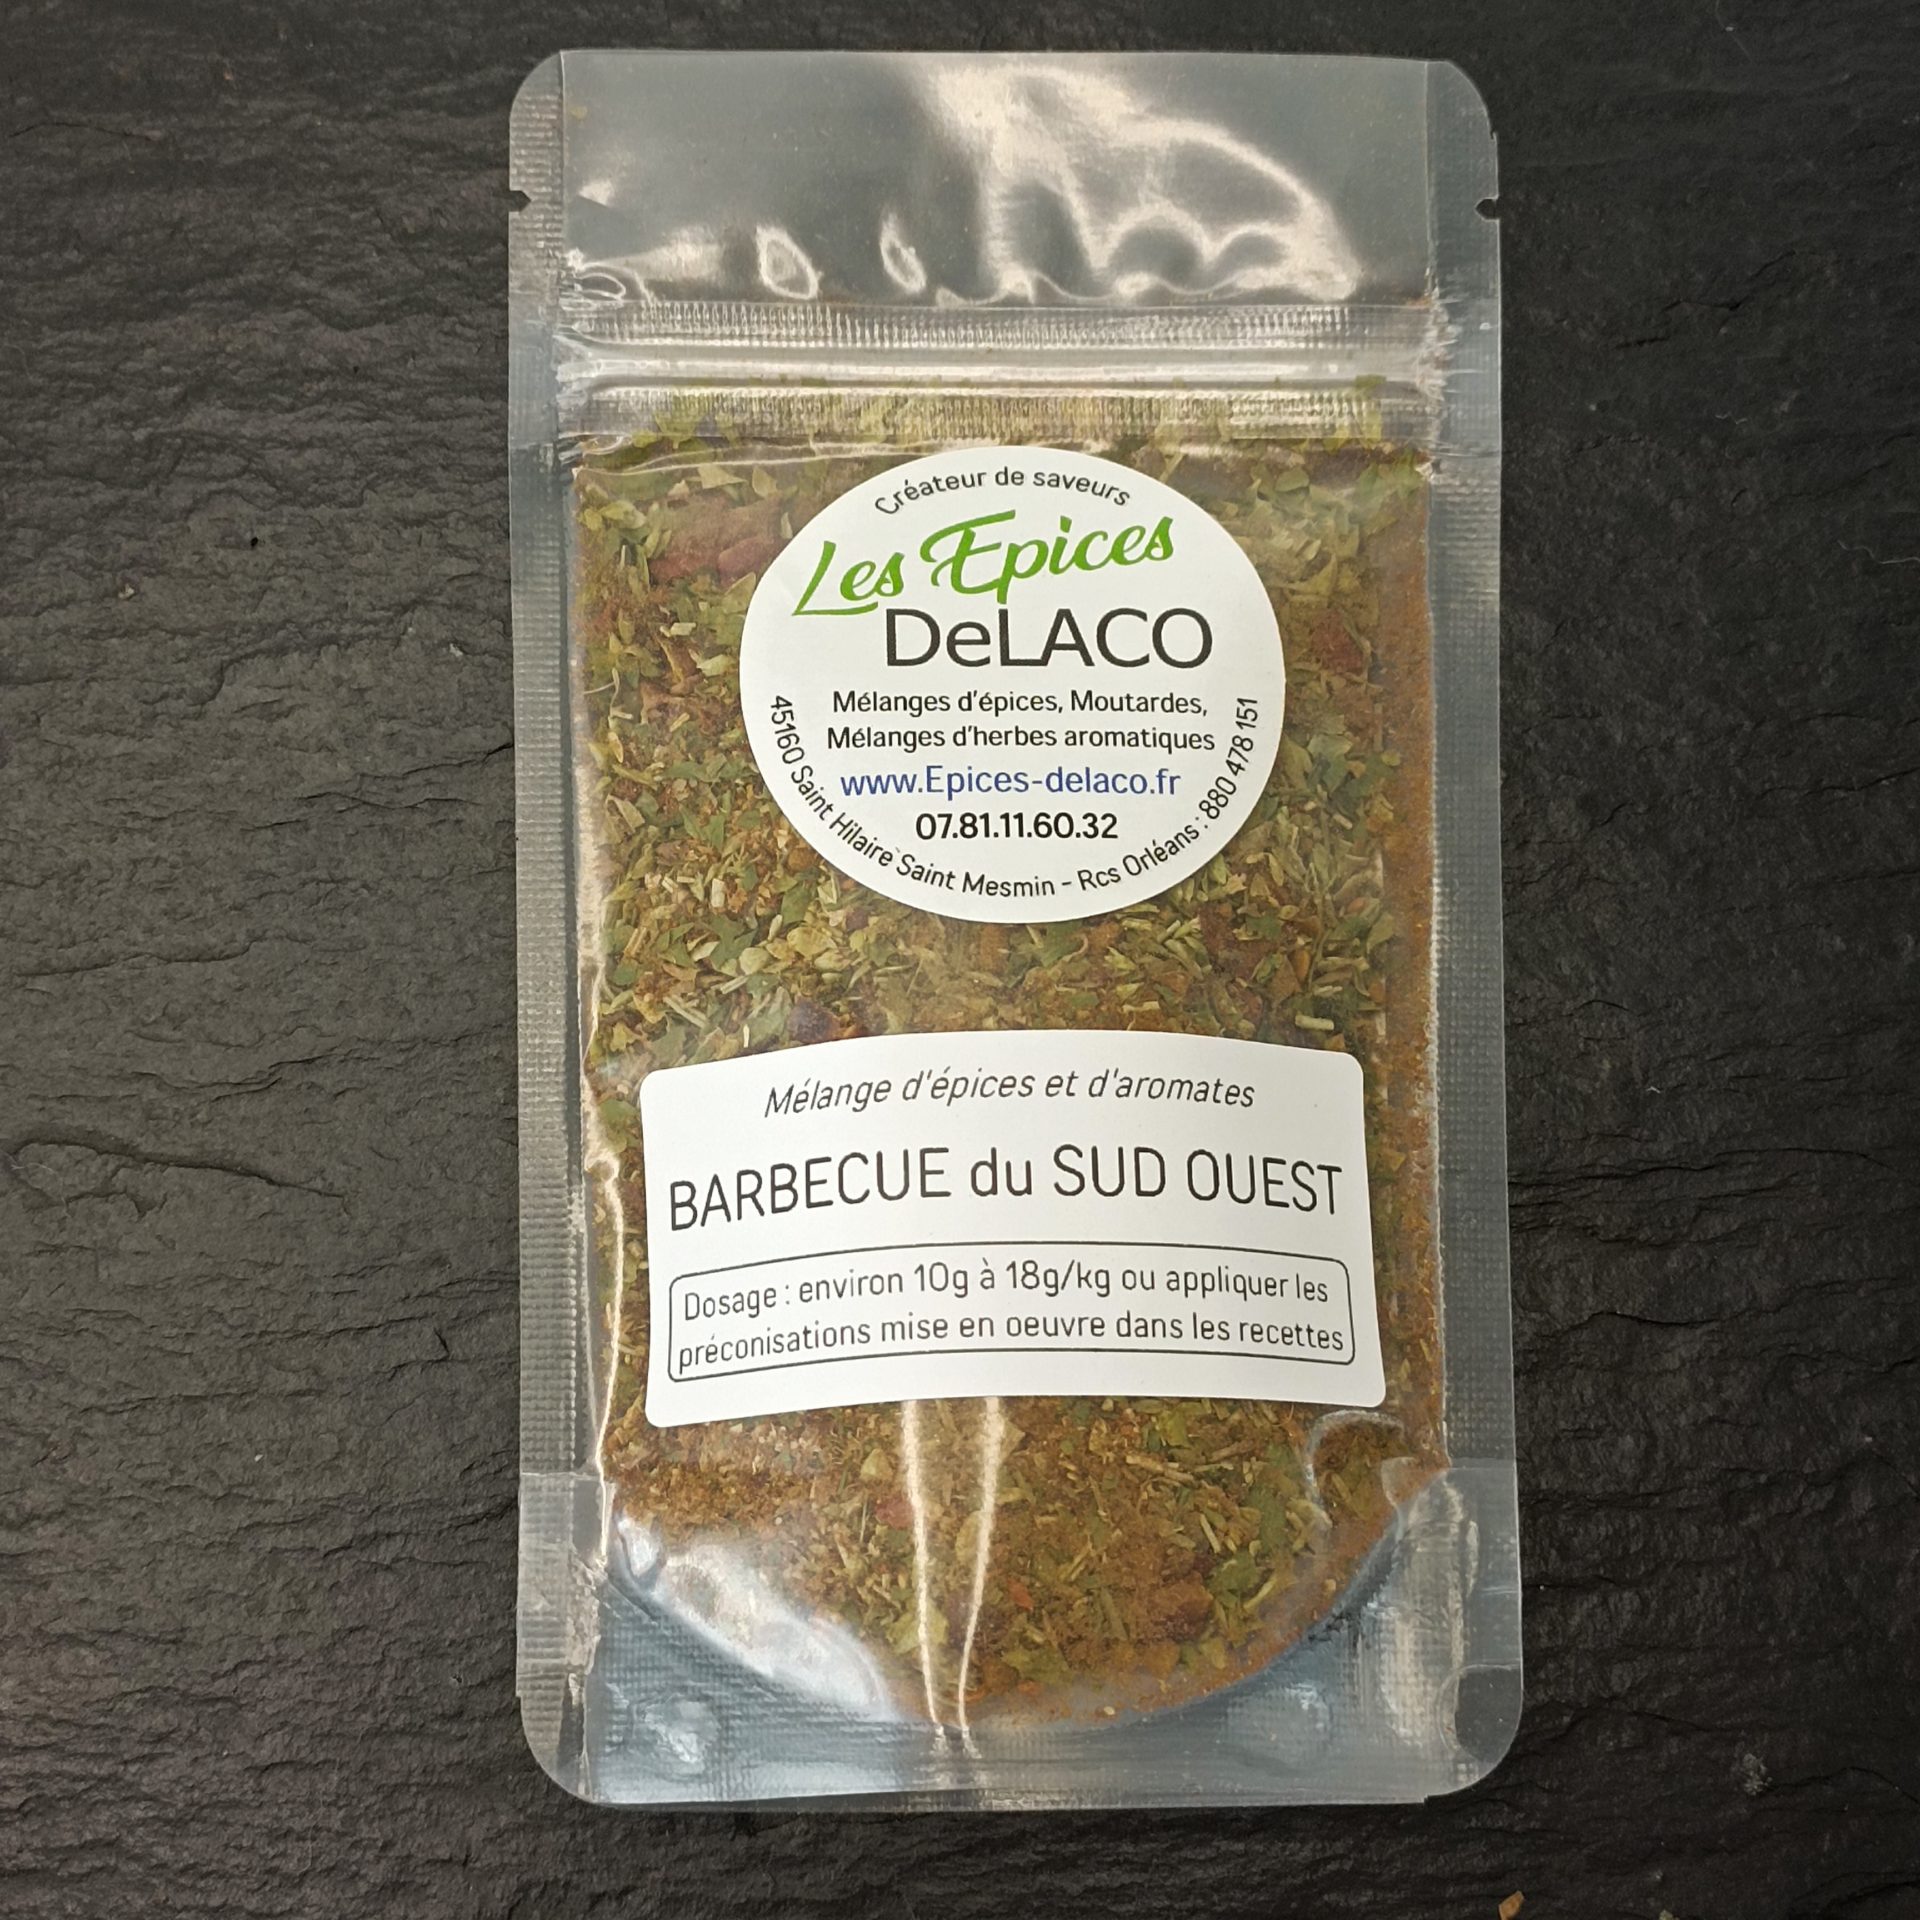 Créateur de saveurs
Les Epices
DeLACO
Mélanges d'épices, Moutardes,
Mélanges d'herbes aromatiques
www.Epices-delaco.fr
07.81.11.60.32
45160 Saint Hilaire Saint Mesmin - Rcs Orléans : 880 478 151
Mélange d'épices et d'aromates
BARBECUE du SUD OUEST
Dosage : environ 10g à 18g/kg ou appliquer les
préconisations mise en oeuvre dans les recettes